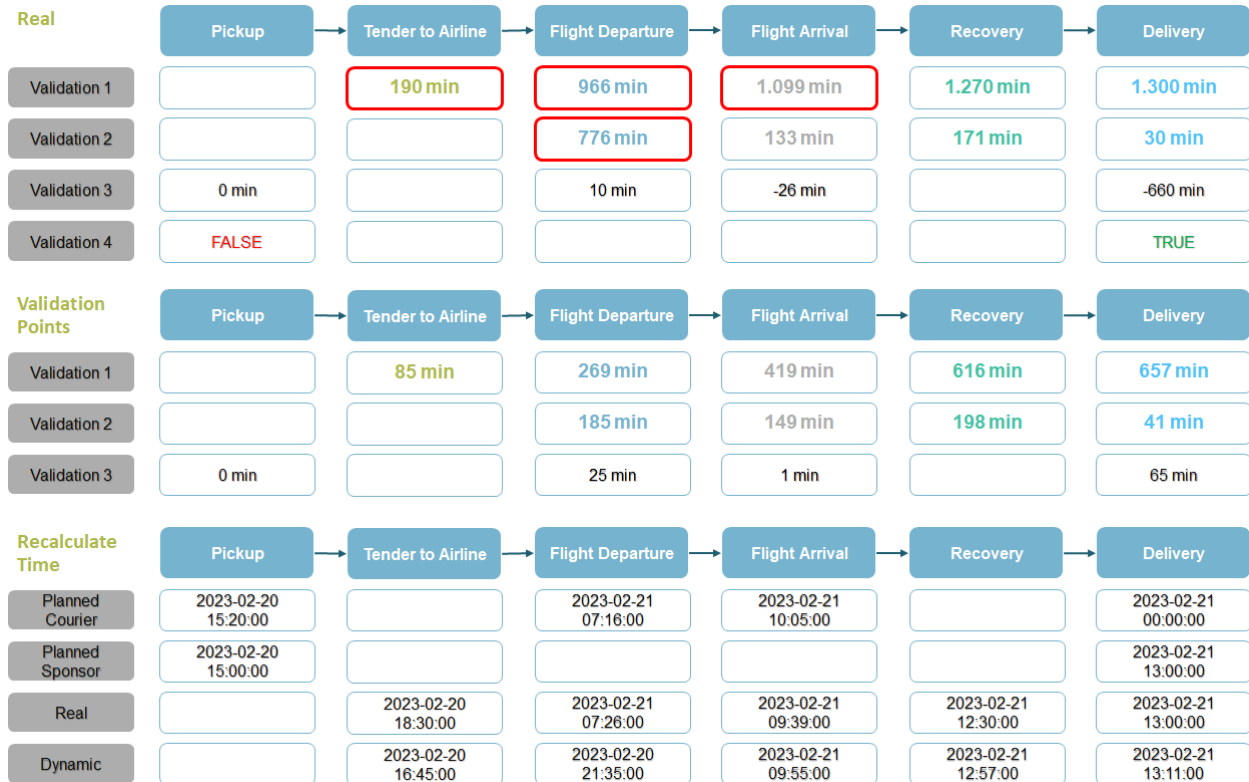 Real
Pickup Tender to Airline Flight Departure Flight Arrival Recovery Delivery
Validation 1 190 min 966 min 1.099 min 1.270 min 1.300 min
Validation 2 776 min 133 min 171 min 30 min
Validation 3 0 min 10 min -26 min -660 min
Validation 4 FALSE TRUE
Validation
Points
Pickup Tender to Airline Flight Departure Flight Arrival Recovery Delivery
Validation 1 85 min 269 min 419 min 616 min 657 min
Validation 2 185 min 149 min 198 min 41 min
Validation 3 0 min 25 min 1 min 65 min
Recalculate
Time
Pickup Tender to Airline Flight Departure Flight Arrival Recovery Delivery
Planned
Courier
2023-02-20
15:20:00
2023-02-21
07:16:00
2023-02-21
10:05:00
2023-02-21
00:00:00
Planned
Sponsor
2023-02-20
15:00:00
2023-02-21
13:00:00
Real
2023-02-20
18:30:00
2023-02-21
07:26:00
2023-02-21
09:39:00
2023-02-21
12:30:00
2023-02-21
13:00:00
Dynamic
2023-02-20
16:45:00
2023-02-20
21:35:00
2023-02-21
09:55:00
2023-02-21
12:57:00
2023-02-21
13:11:00